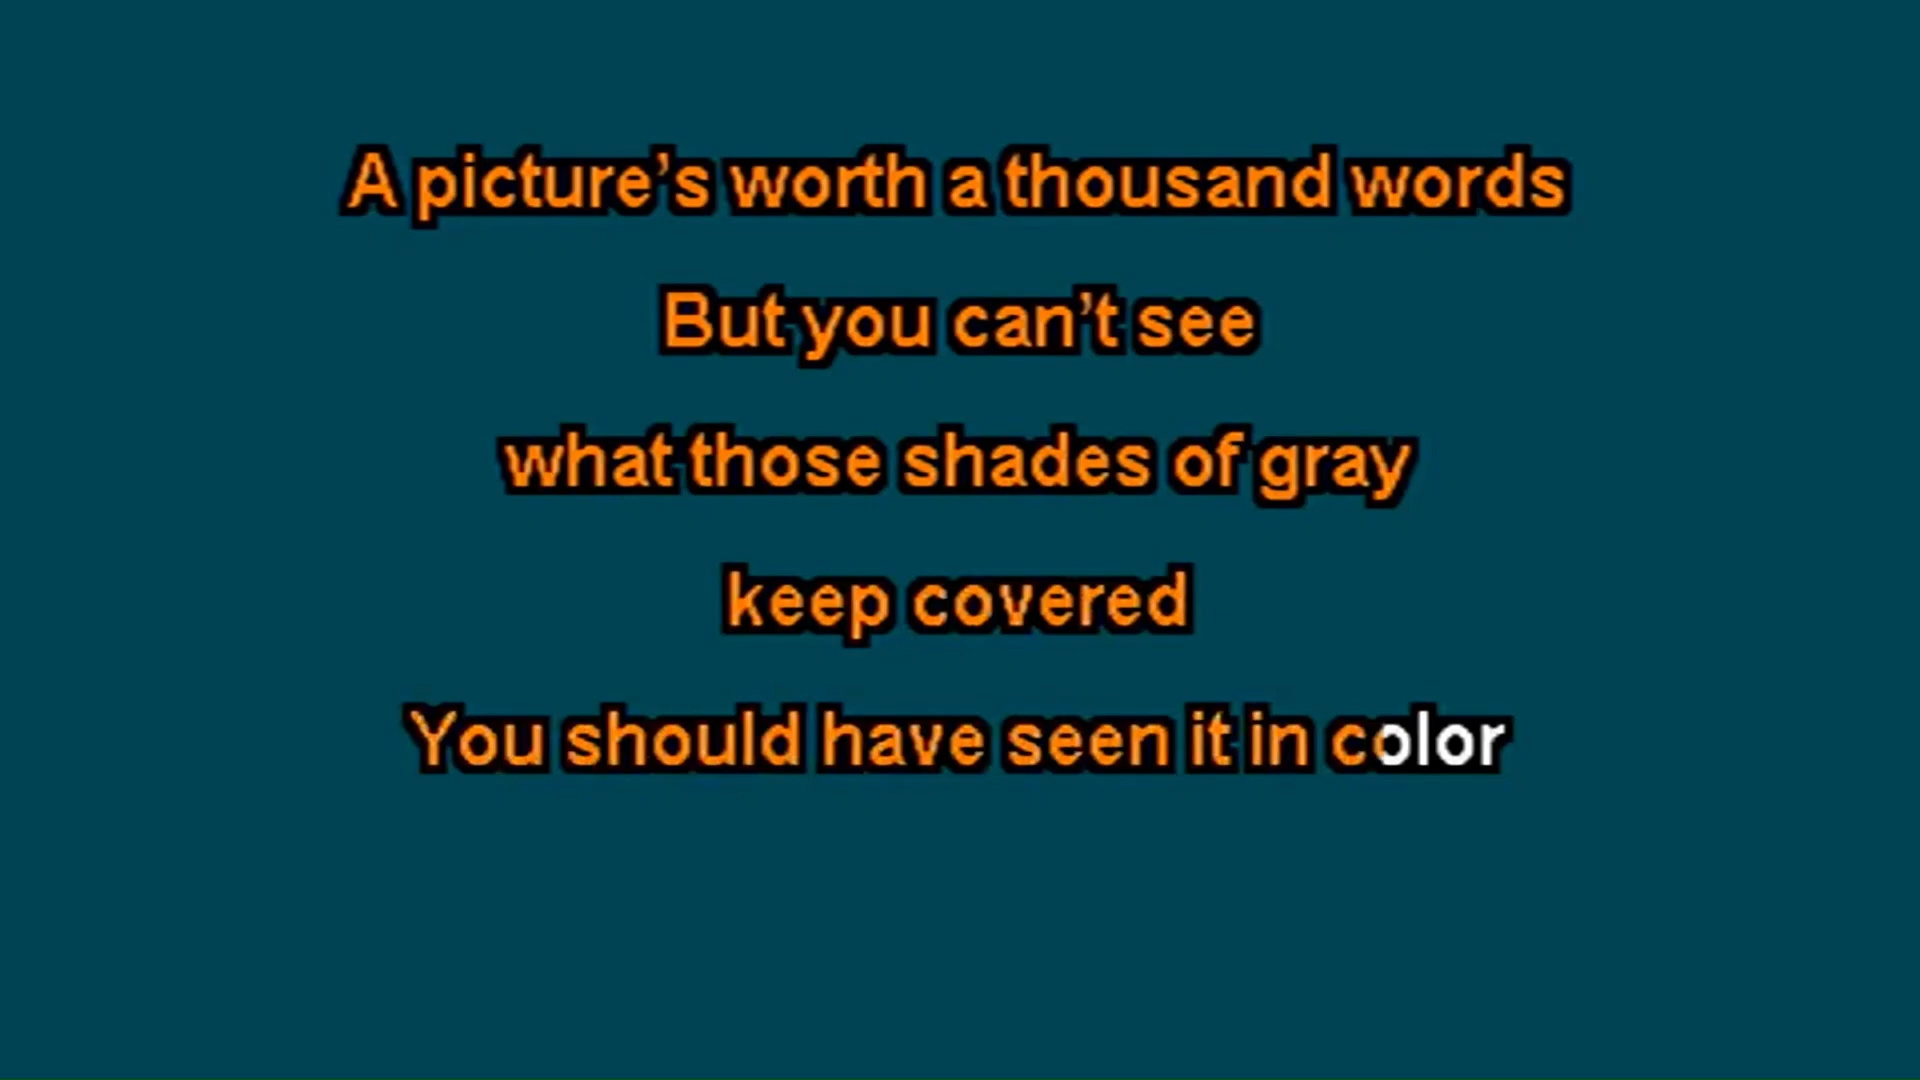 A picture’s worth a thousand words
But you can’t see
what those shades of gray
keep covered
You should have seen it in color